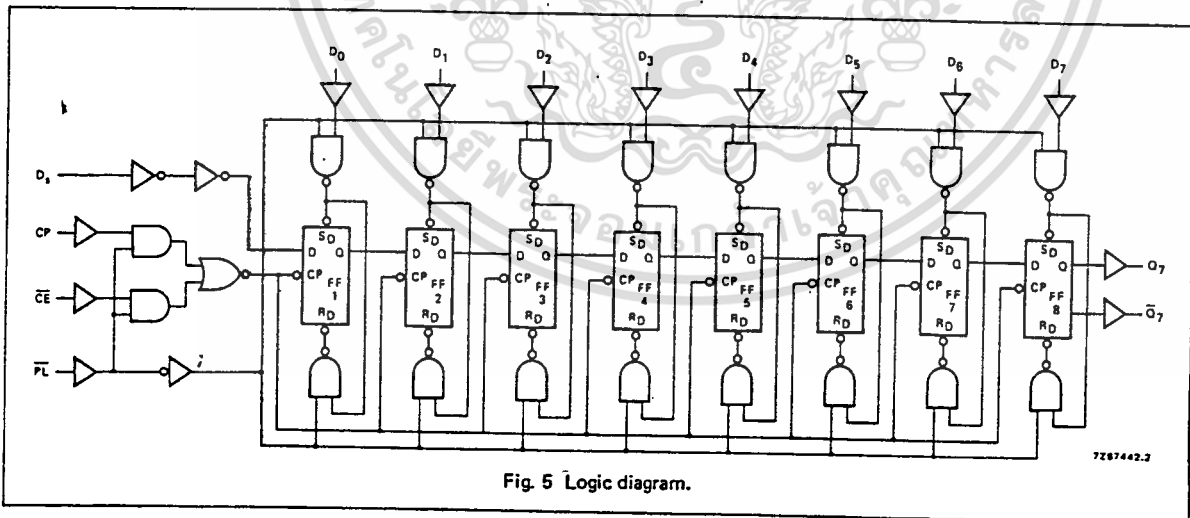 D0 D1 D2 D3 D4 D5 D6 D7
Ds
CP
C̅E̅
P̅L̅
SD D Q CP FF 1 RD
SD D Q CP FF 2 RD
SD D Q CP FF 3 RD
SD D Q CP FF 4 RD
SD D Q CP FF 5 RD
SD D Q CP FF 6 RD
SD D Q CP FF 7 RD
SD D Q CP FF 8 RD
Q7
Q̅7
7Z87442.2
Fig. 5 Logic diagram.